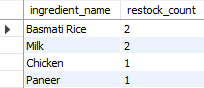 ingredient_name restock_count
Basmati Rice 2
Milk 2
Chicken 1
Paneer 1